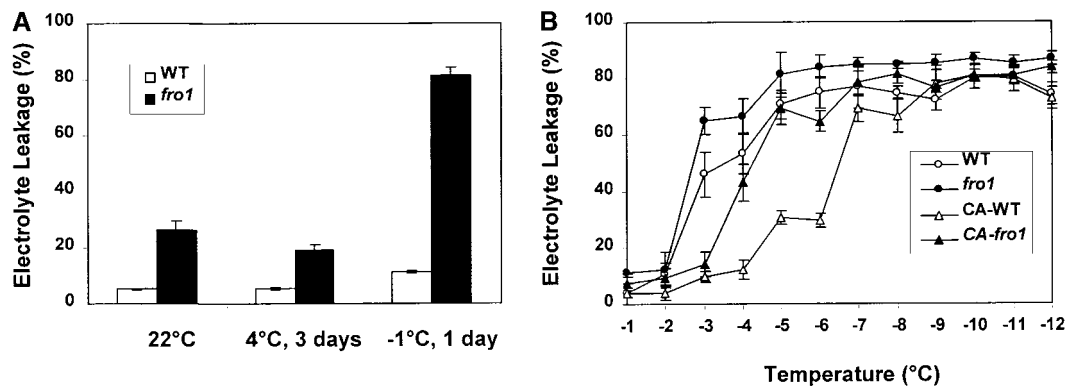 A
Electrolyte Leakage (%)
100
80
60
40
20
0
WT
fro1
22°C
4°C, 3 days
-1°C, 1 day
B
Electrolyte Leakage (%)
100
80
60
40
20
0
WT
fro1
CA-WT
CA-fro1
-1 -2 -3 -4 -5 -6 -7 -8 -9 -10 -11 -12
Temperature (°C)